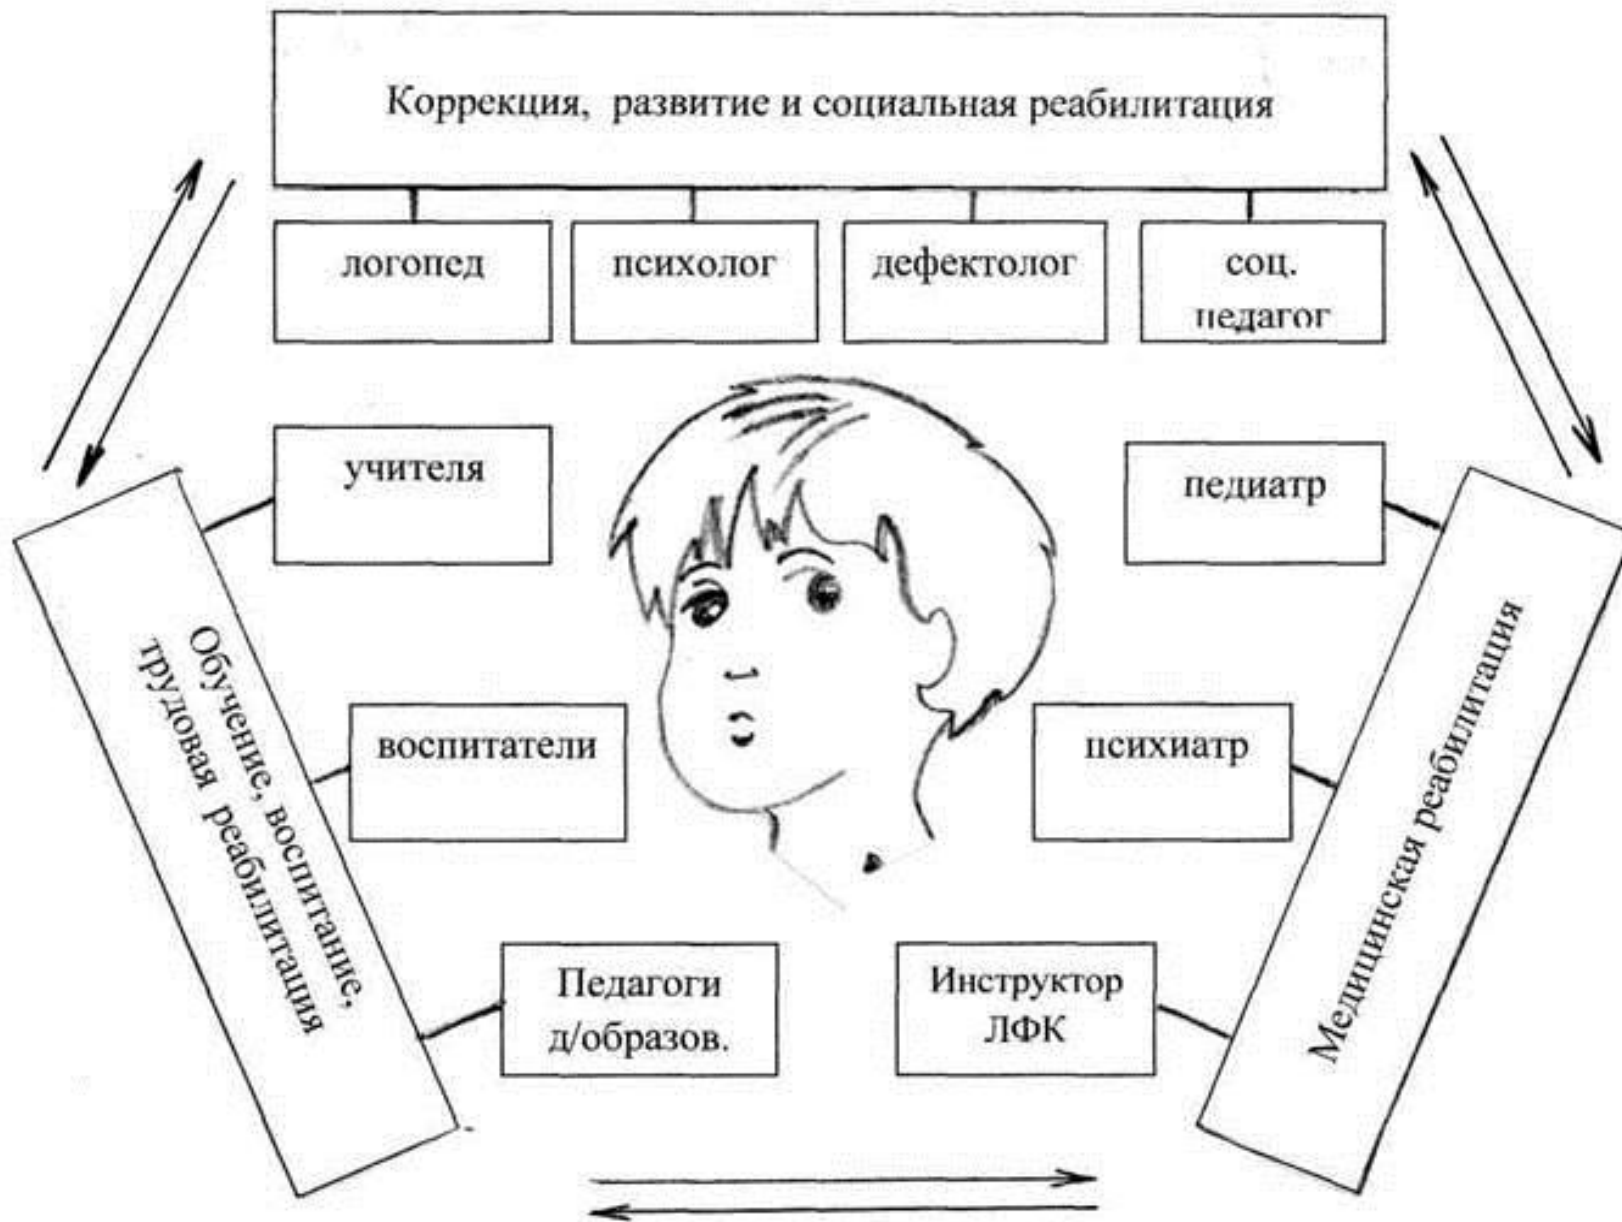 Коррекция, развитие и социальная реабилитация
логопед
психолог
дефектолог
соц.
педагог
учителя
педиатр
Обучение, воспитание,
трудовая реабилитация
Медицинская реабилитация
воспитатели
психиатр
Педагоги
д/образов.
Инструктор
ЛФК